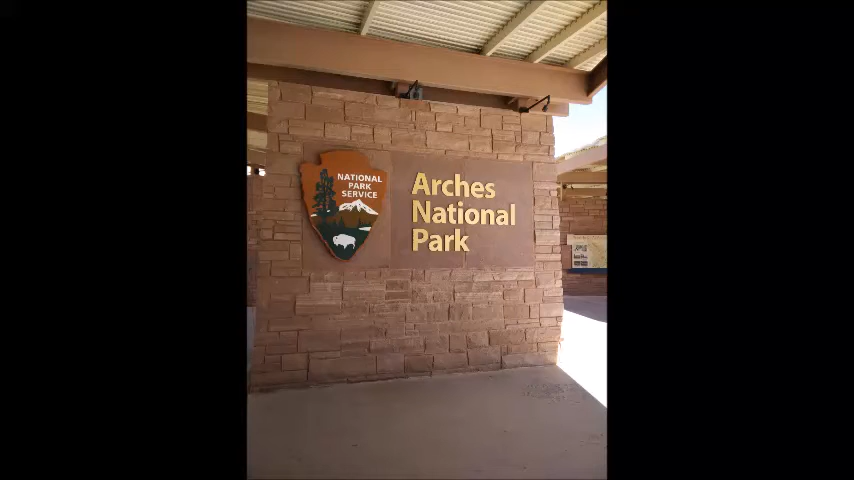 NATIONAL
PARK
SERVICE
Arches
National
Park